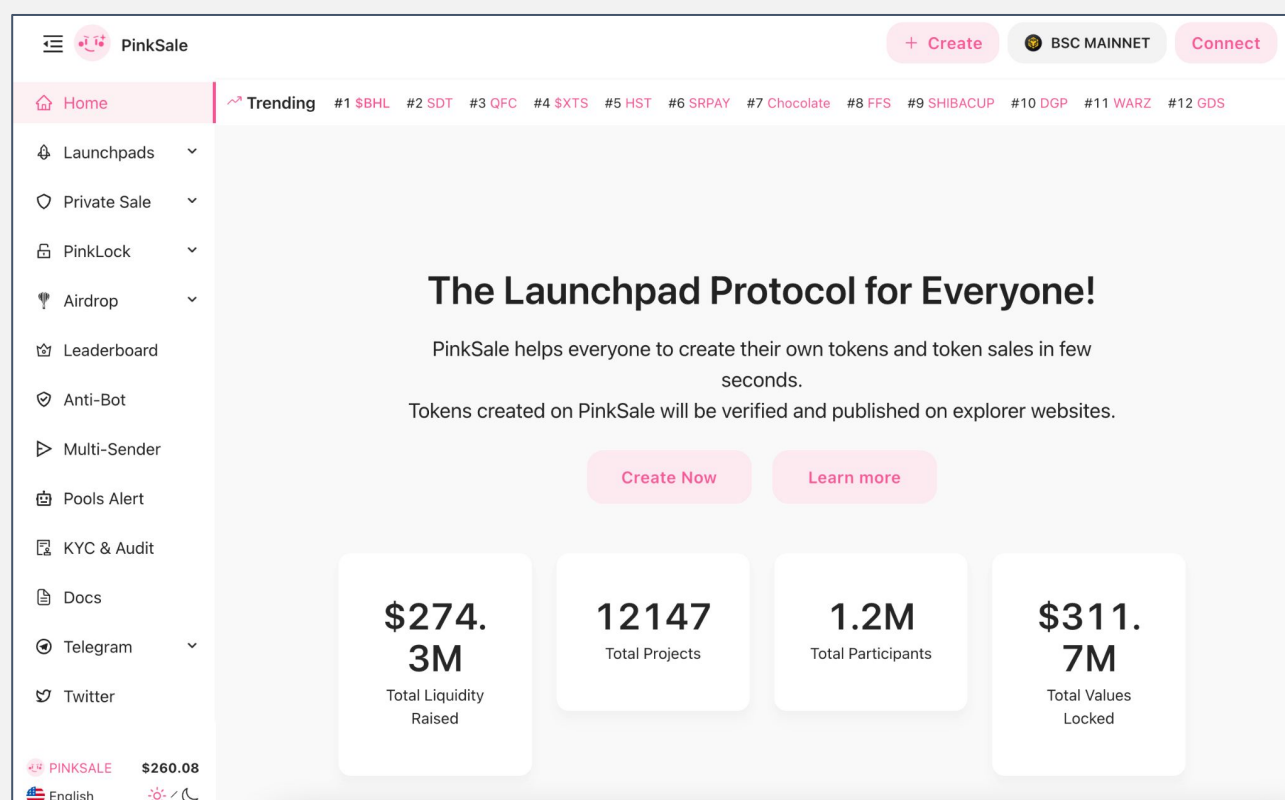 PinkSale
+ Create
BSC MAINNET
Connect
Home
Launchpads
Private Sale
PinkLock
Airdrop
Leaderboard
Anti-Bot
Multi-Sender
Pools Alert
KYC & Audit
Docs
Telegram
Twitter
PINKSALE $260.08
English
Trending #1 $BHL #2 SDT #3 QFC #4 $XTS #5 HST #6 SRPAY #7 Chocolate #8 FFS #9 SHIBACUP #10 DGP #11 WARZ #12 GDS
The Launchpad Protocol for Everyone!
PinkSale helps everyone to create their own tokens and token sales in few
seconds.
Tokens created on PinkSale will be verified and published on explorer websites.
Create Now
Learn more
$274.
3M
Total Liquidity
Raised
12147
Total Projects
1.2M
Total Participants
$311.
7M
Total Values
Locked